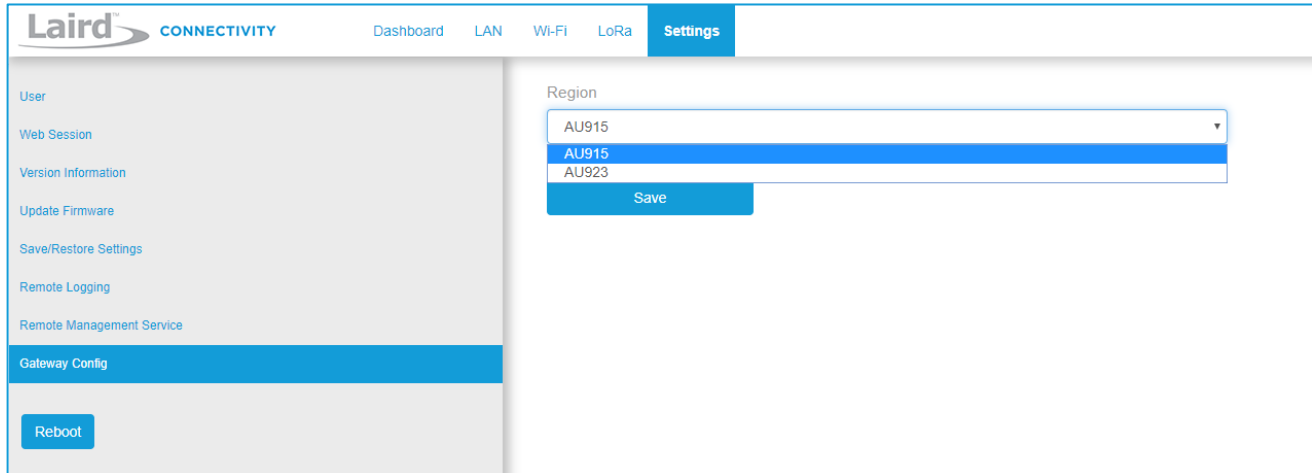 Laird™ CONNECTIVITY
Dashboard LAN Wi-Fi LoRa Settings
User
Web Session
Version Information
Update Firmware
Save/Restore Settings
Remote Logging
Remote Management Service
Gateway Config
Reboot
Region
AU915
AU915
AU923
Save